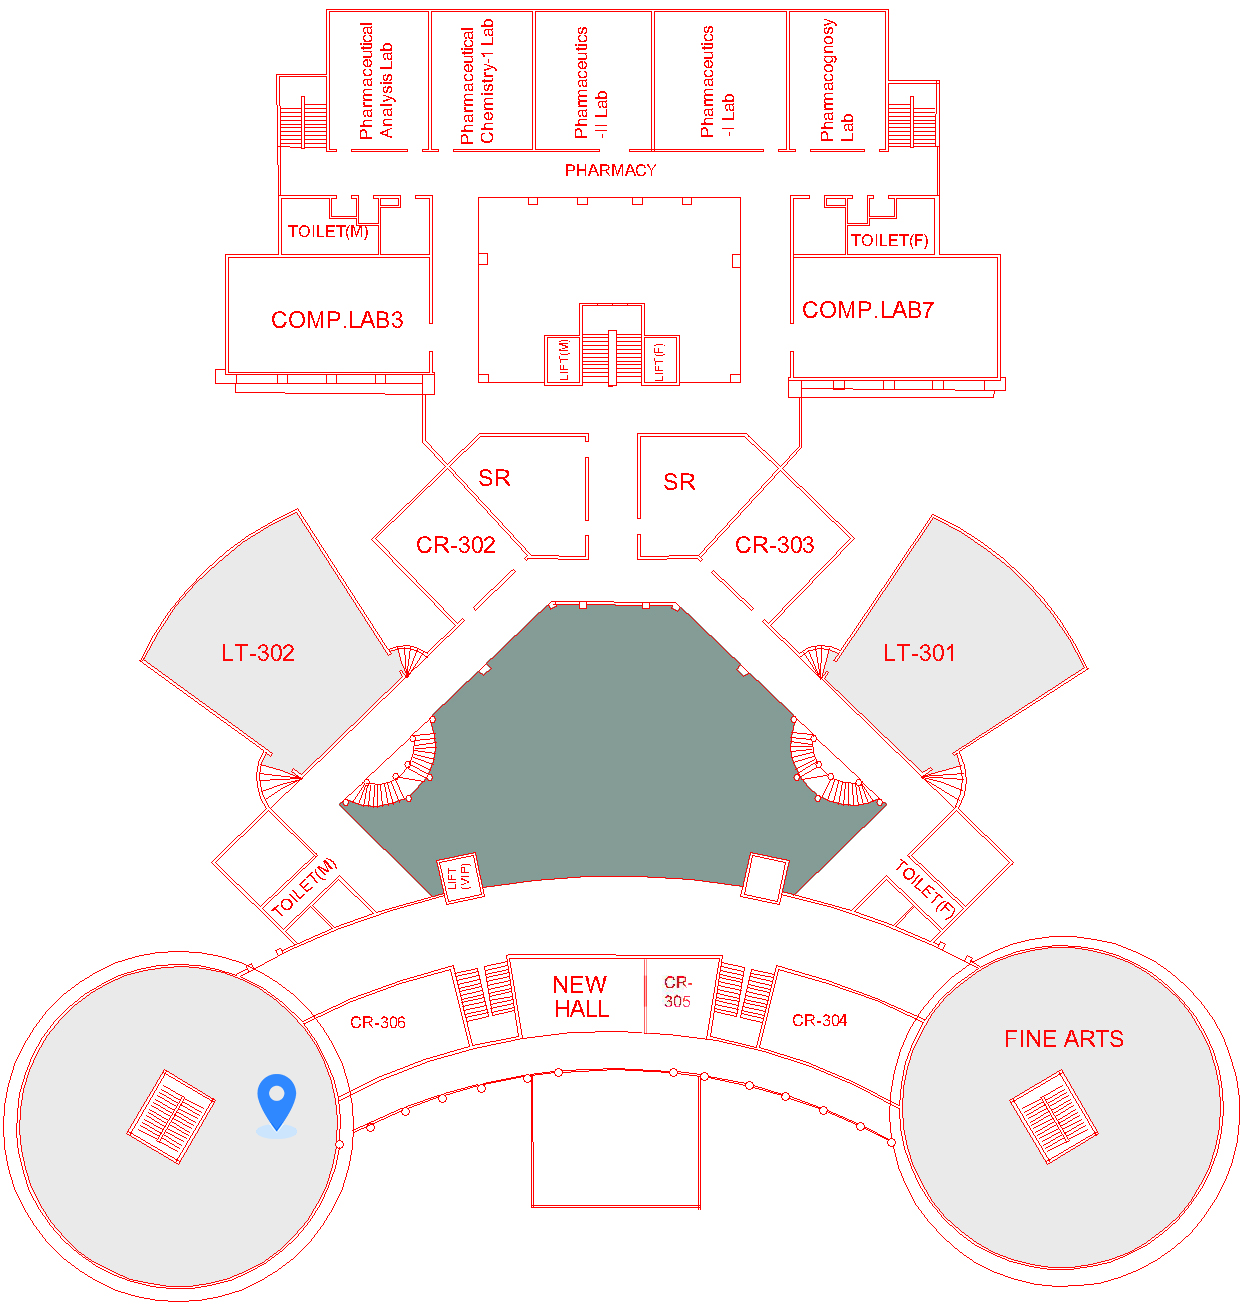 Pharmaceutical
Analysis Lab
Pharmaceutical
Chemistry-1 Lab
Pharmaceutics
-II Lab
Pharmaceutics
-I Lab
Pharmacognosy
Lab
PHARMACY
TOILET(M)
TOILET(F)
COMP.LAB3
COMP.LAB7
LIFT(M)
LIFT(F)
SR
SR
CR-302
CR-303
LT-302
LT-301
TOILET(M)
LIFT
(VIP)
TOILET(F)
NEW
HALL
CR-
305
CR-306
CR-304
FINE ARTS